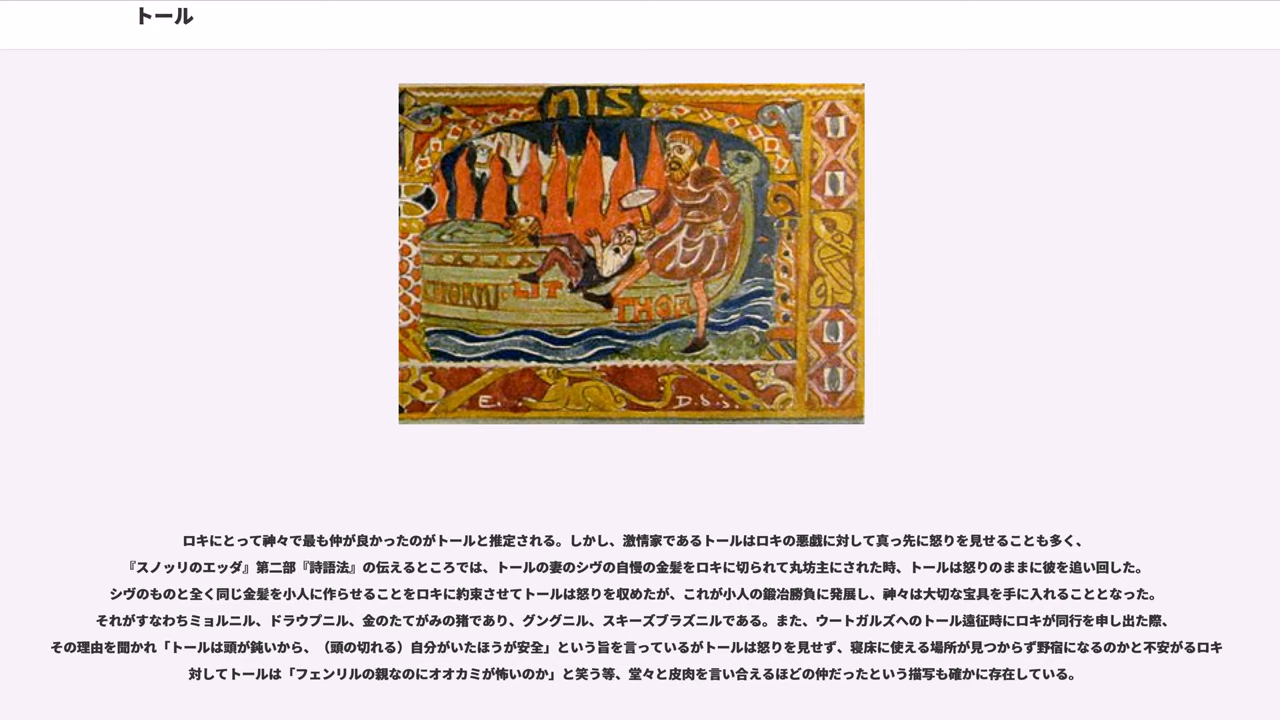 トール
nIS
LIT
THOR
E.
D.d.j.
ロキにとって神々で最も仲が良かったのがトールと推定される。しかし、激情家であるトールはロキの悪戯に対して真っ先に怒りを見せることも多く、
『スノッリのエッダ』第二部『詩語法』の伝えるところでは、トールの妻のシヴの自慢の金髪をロキに切られて丸坊主にされた時、トールは怒りのままに彼を追い回した。
シヴのものと全く同じ金髪を小人に作らせることをロキに約束させてトールは怒りを収めたが、これが小人の鍛冶勝負に発展し、神々は大切な宝具を手に入れることとなった。
それがすなわちミョルニル、ドラウプニル、金のたてがみの猪であり、グングニル、スキーズブラズニルである。また、ウートガルズへのトール遠征時にロキが同行を申し出た際、
その理由を聞かれ「トールは頭が鈍いから、（頭の切れる）自分がいたほうが安全」という旨を言っているがトールは怒りを見せず、寝床に使える場所が見つからず野宿になるのかと不安がるロキ
対してトールは「フェンリルの親なのにオオカミが怖いのか」と笑う等、堂々と皮肉を言い合えるほどの仲だったという描写も確かに存在している。